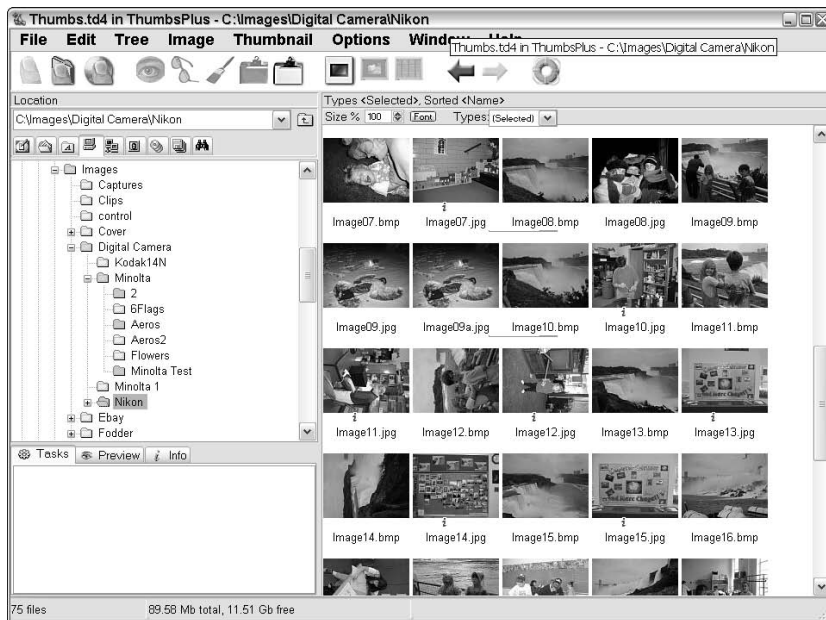 Thumbs.td4 in ThumbsPlus - C:\Images\Digital Camera\Nikon
File Edit Tree Image Thumbnail Options Window Help
Thumbs.td4 in ThumbsPlus - C:\Images\Digital Camera\Nikon
Location
C:\Images\Digital Camera\Nikon
Types <Selected>, Sorted <Name>
Size % 100 Font Types: (Selected)
Images
Captures
Clips
control
Cover
Digital Camera
Kodak14N
Minolta
2
6Flags
Aeros
Aeros2
Flowers
Minolta Test
Minolta 1
Nikon
Ebay
Fodder
Image07.bmp Image07.jpg Image08.bmp Image08.jpg Image09.bmp
Image09.jpg Image09a.jpg Image10.bmp Image10.jpg Image11.bmp
Image11.jpg Image12.bmp Image12.jpg Image13.bmp Image13.jpg
Image14.bmp Image14.jpg Image15.bmp Image15.jpg Image16.bmp
Tasks Preview i Info
75 files 89.58 Mb total, 11.51 Gb free